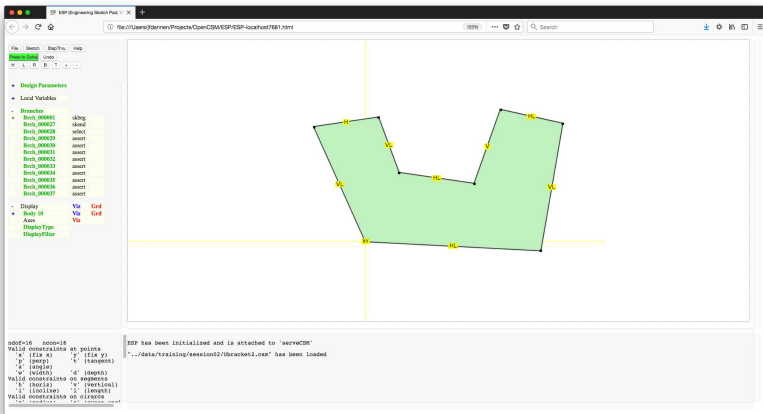 ESP (Engineering Sketch Pad, v
file:///Users/jfdannen/Projects/OpenCSM/ESP/ESP-localhost7681.html
120%
Search
File Sketch StepThru Help
Press to Solve Undo
H L R B T + -
+ Design Parameters
+ Local Variables
- Branches
+ Brch_000001 skbeg
Brch_000027 skend
Brch_000028 select
Brch_000029 assert
Brch_000030 assert
Brch_000031 assert
Brch_000032 assert
Brch_000033 assert
Brch_000034 assert
Brch_000035 assert
Brch_000036 assert
Brch_000037 assert
- Display Viz Grd
+ Body 10 Viz Grd
Axes Viz
DisplayType
DisplayFilter
H
HL
VL
V
HL
VL
VL
XY
HL
ndof=16 ncon=16
Valid constraints at points
'x' (fix x) 'y' (fix y)
'p' (perp) 't' (tangent)
'a' (angle)
'w' (width) 'd' (depth)
Valid constraints on segments
'h' (horiz) 'v' (vertical)
'i' (incline) 'l' (length)
Valid constraints on cirarcs
ESP has been initialized and is attached to 'serveCSM'
"../data/training/session02/Ubracket2.csm" has been loaded